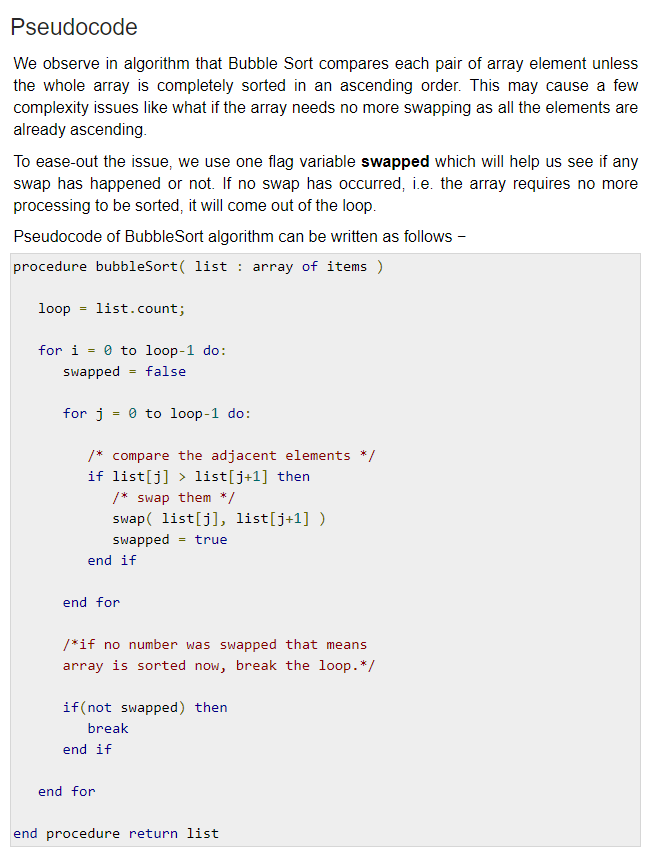 Pseudocode
We observe in algorithm that Bubble Sort compares each pair of array element unless
the whole array is completely sorted in an ascending order. This may cause a few
complexity issues like what if the array needs no more swapping as all the elements are
already ascending.
To ease-out the issue, we use one flag variable swapped which will help us see if any
swap has happened or not. If no swap has occurred, i.e. the array requires no more
processing to be sorted, it will come out of the loop.
Pseudocode of BubbleSort algorithm can be written as follows −
procedure bubbleSort( list : array of items )
   loop = list.count;
   for i = 0 to loop-1 do:
      swapped = false
      for j = 0 to loop-1 do:
         /* compare the adjacent elements */
         if list[j] > list[j+1] then
            /* swap them */
            swap( list[j], list[j+1] )
            swapped = true
         end if
      end for
      /*if no number was swapped that means
      array is sorted now, break the loop.*/
      if(not swapped) then
         break
      end if
   end for
end procedure return list